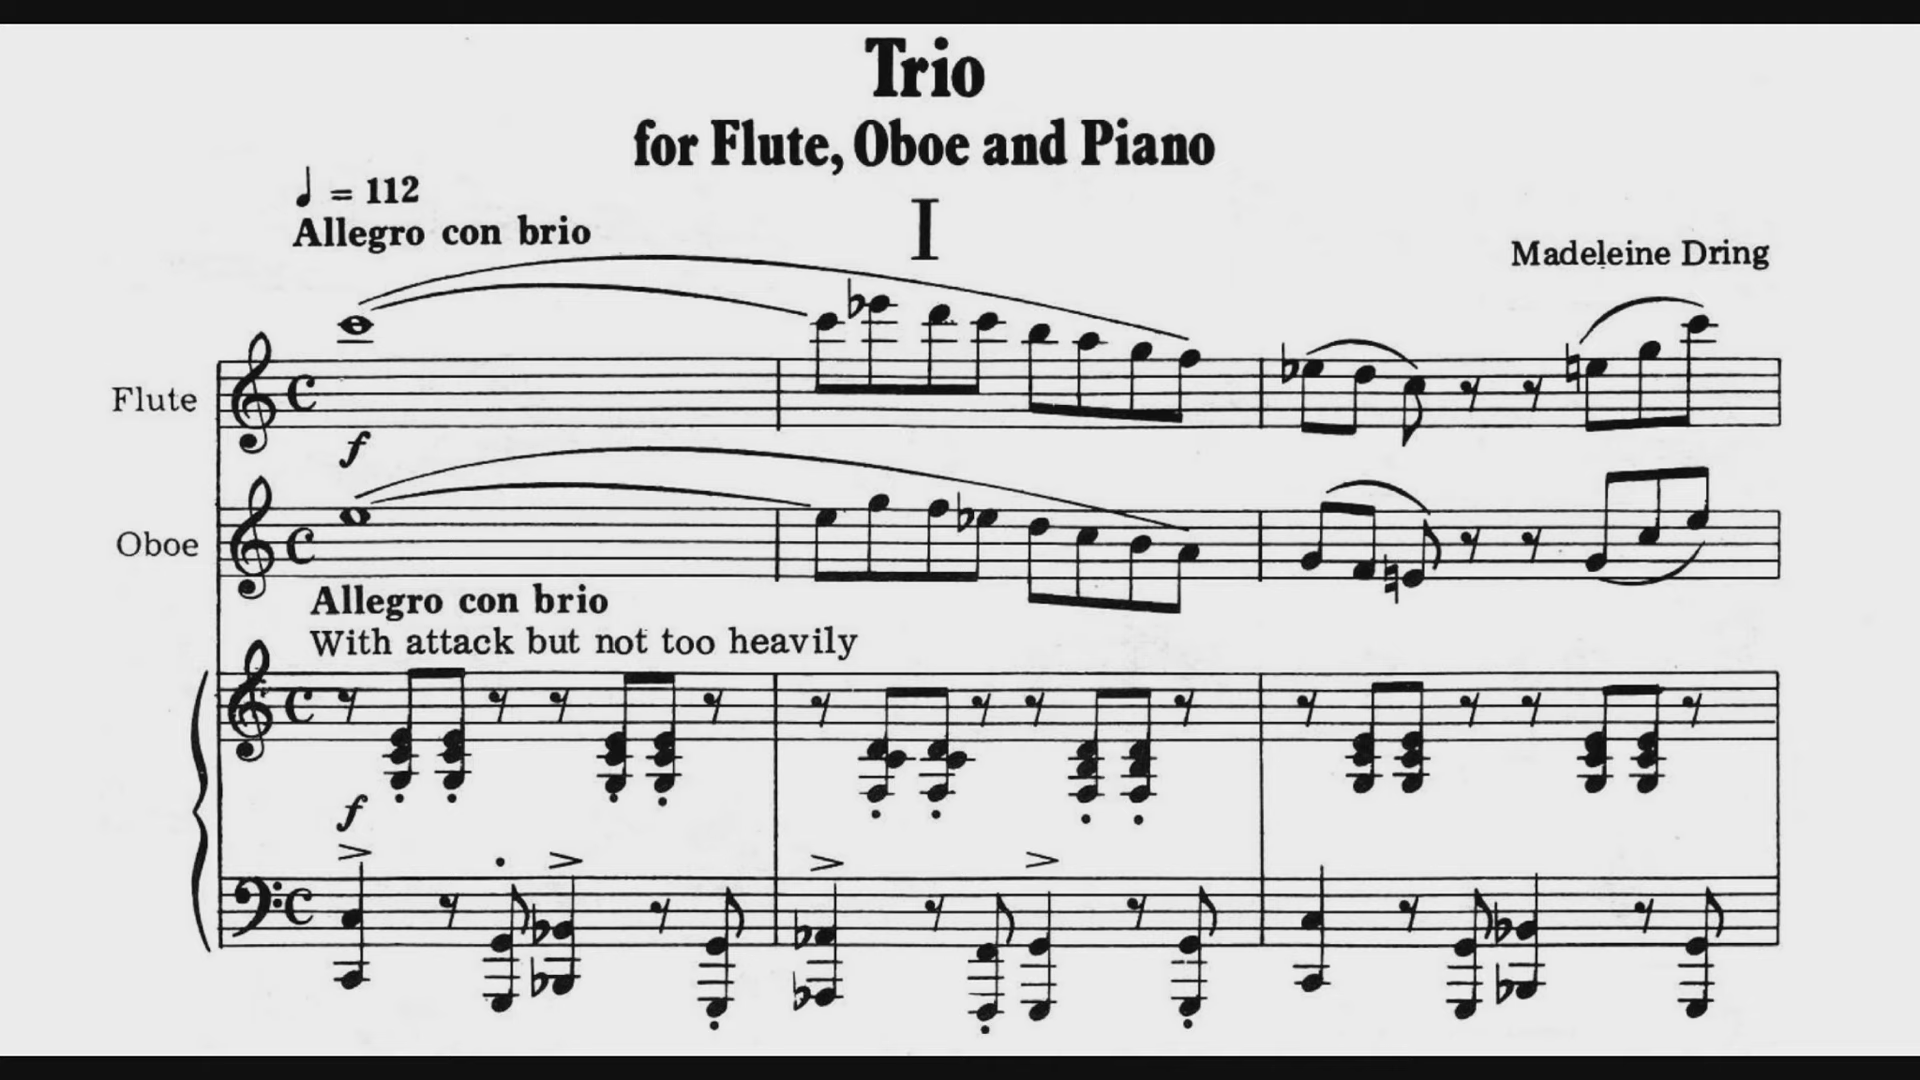 Trio
for Flute, Oboe and Piano
♩ = 112
I
Allegro con brio
Madeleine Dring
Flute
f
Oboe
Allegro con brio
With attack but not too heavily
f